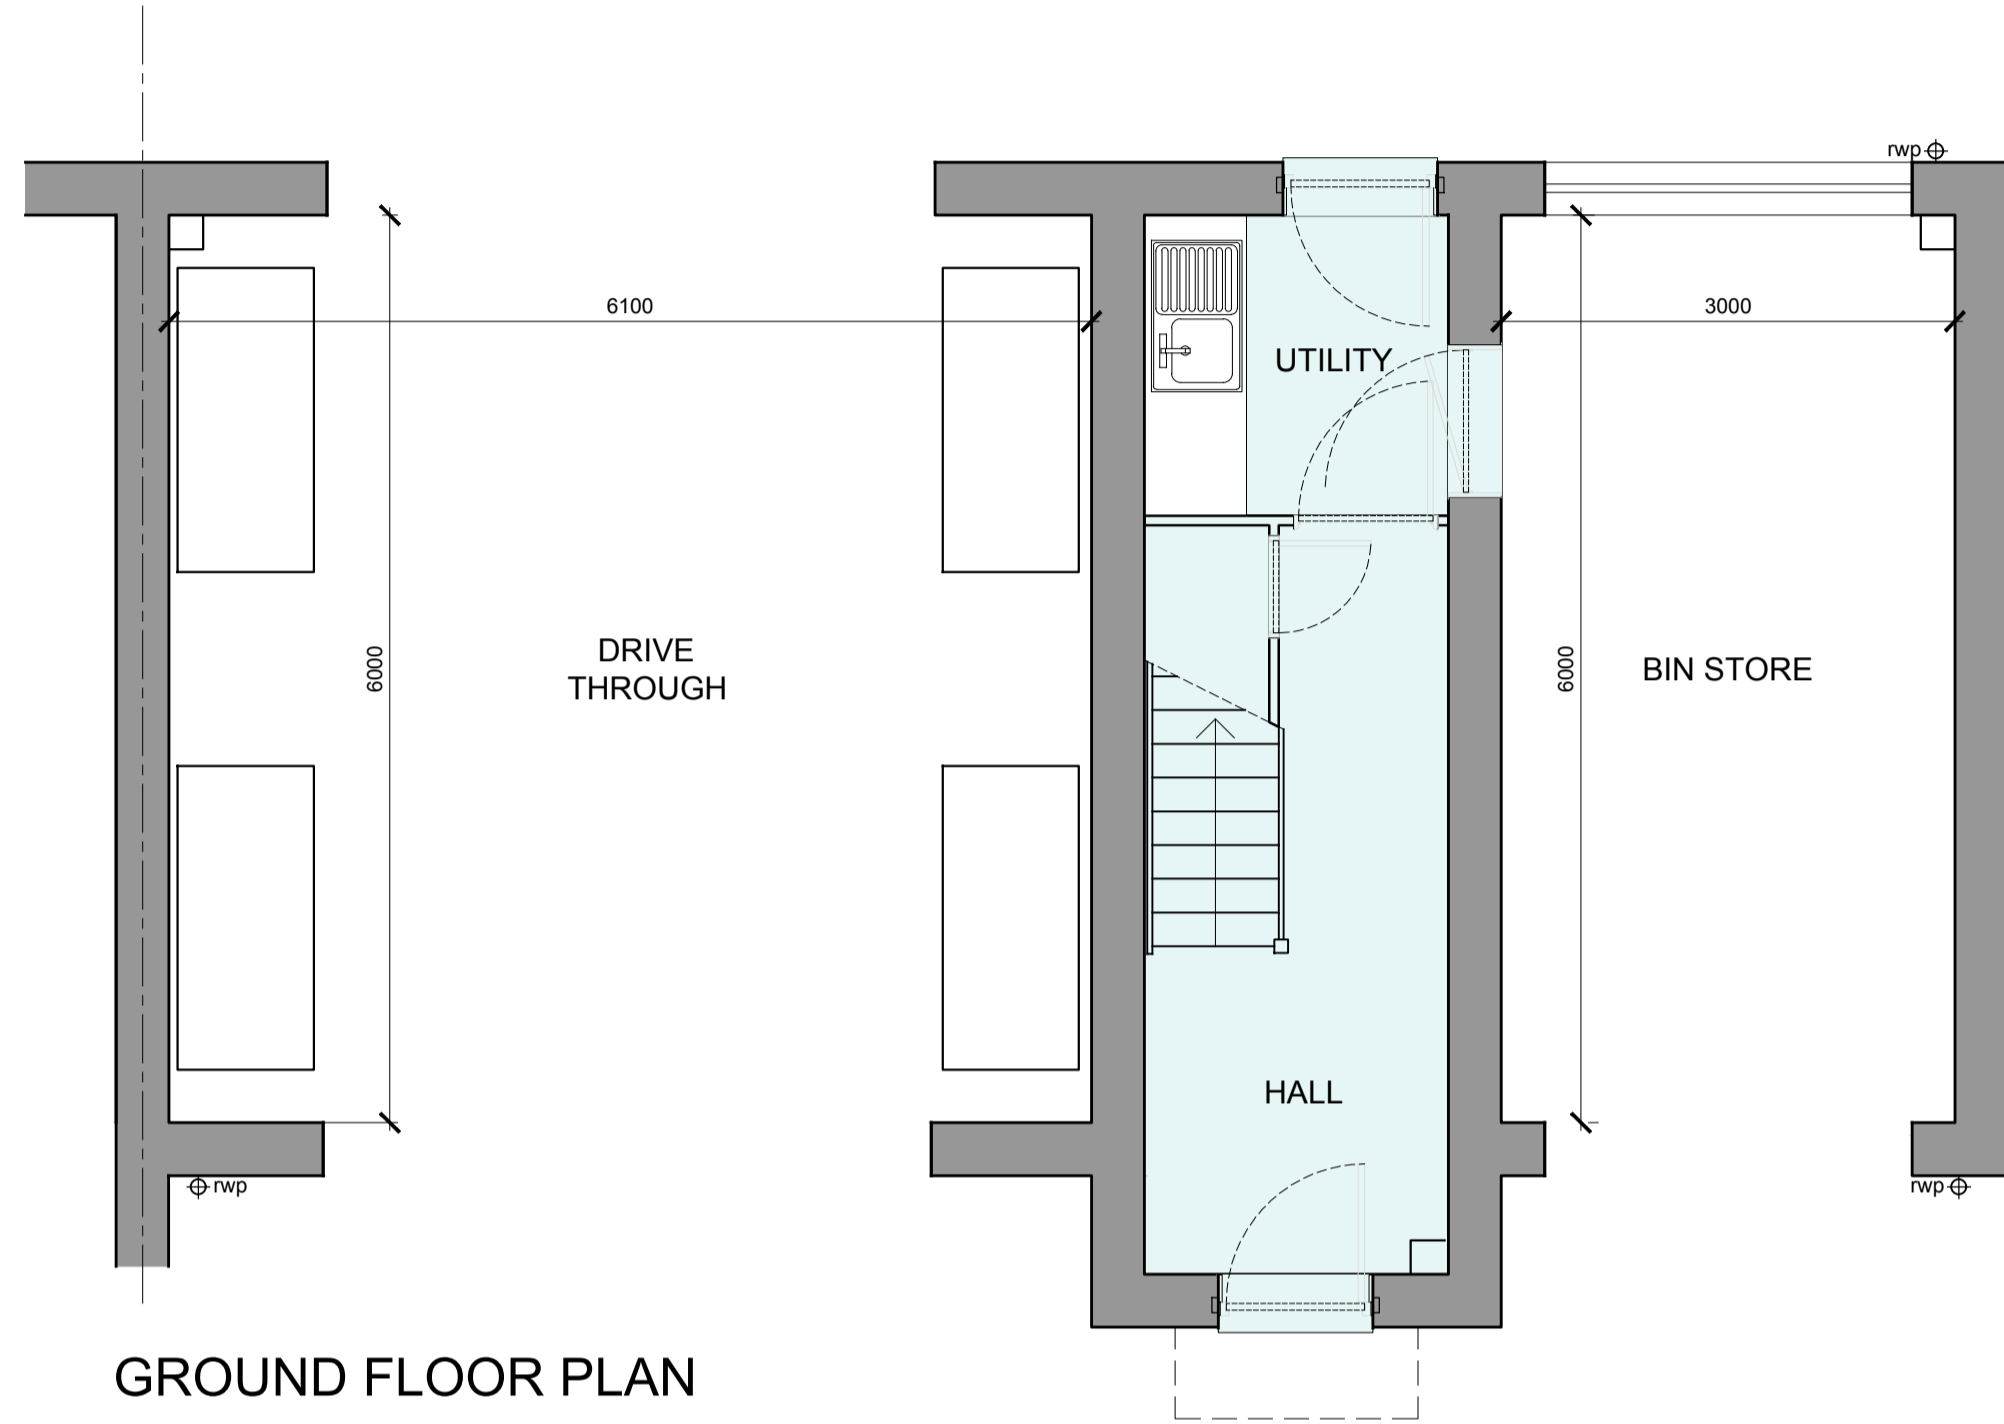 rwp
6100
3000
UTILITY
6000
DRIVE
THROUGH
6000
BIN STORE
HALL
rwp
rwp
GROUND FLOOR PLAN